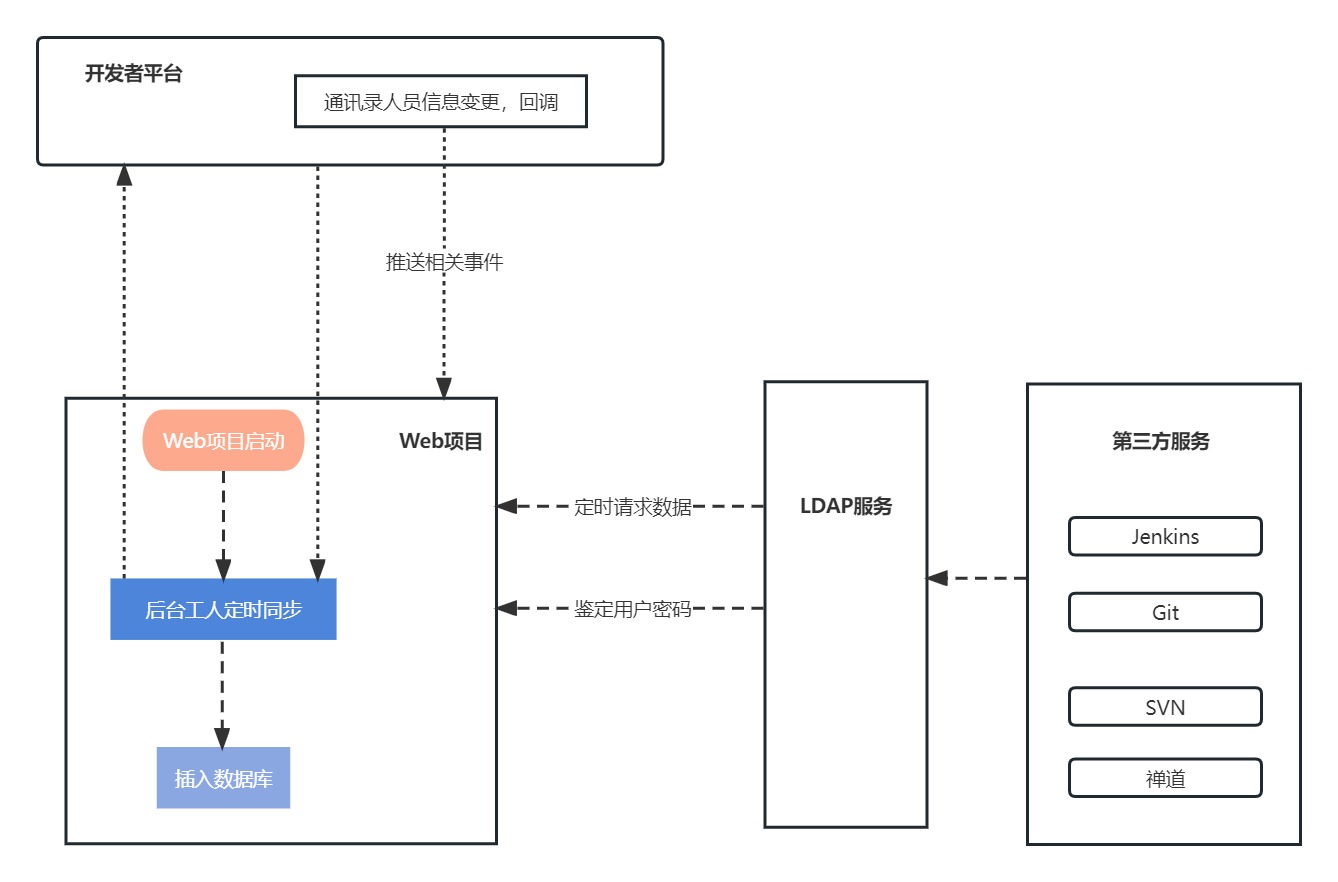 开发者平台
通讯录人员信息变更，回调
推送相关事件
Web项目启动
Web项目
后台工人定时同步
插入数据库
定时请求数据
鉴定用户密码
LDAP服务
第三方服务
Jenkins
Git
SVN
禅道